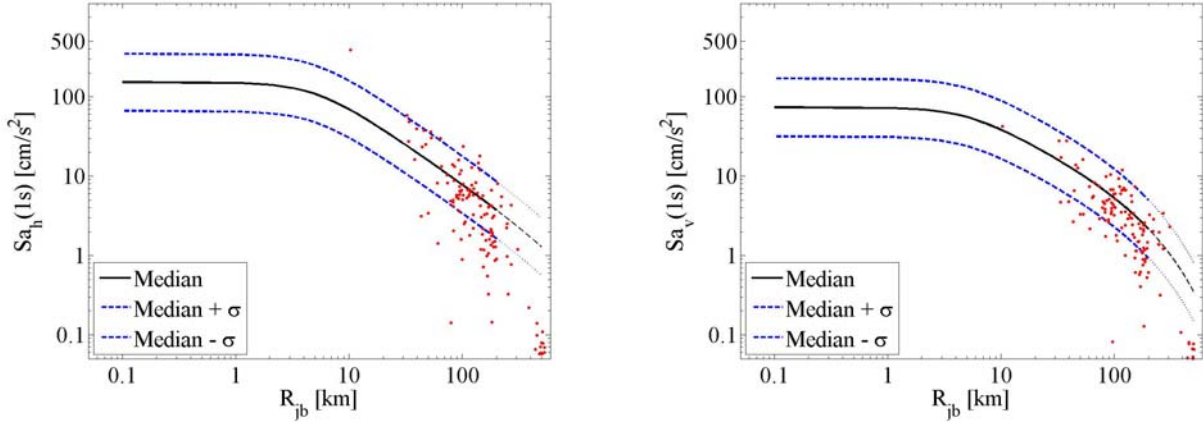 500
100
10
1
0.1
Sa_h(1s) [cm/s^2]
Median
Median + σ
Median - σ
0.1 1 10 100
R_jb [km]
500
100
10
1
0.1
Sa_v(1s) [cm/s^2]
Median
Median + σ
Median - σ
0.1 1 10 100
R_jb [km]